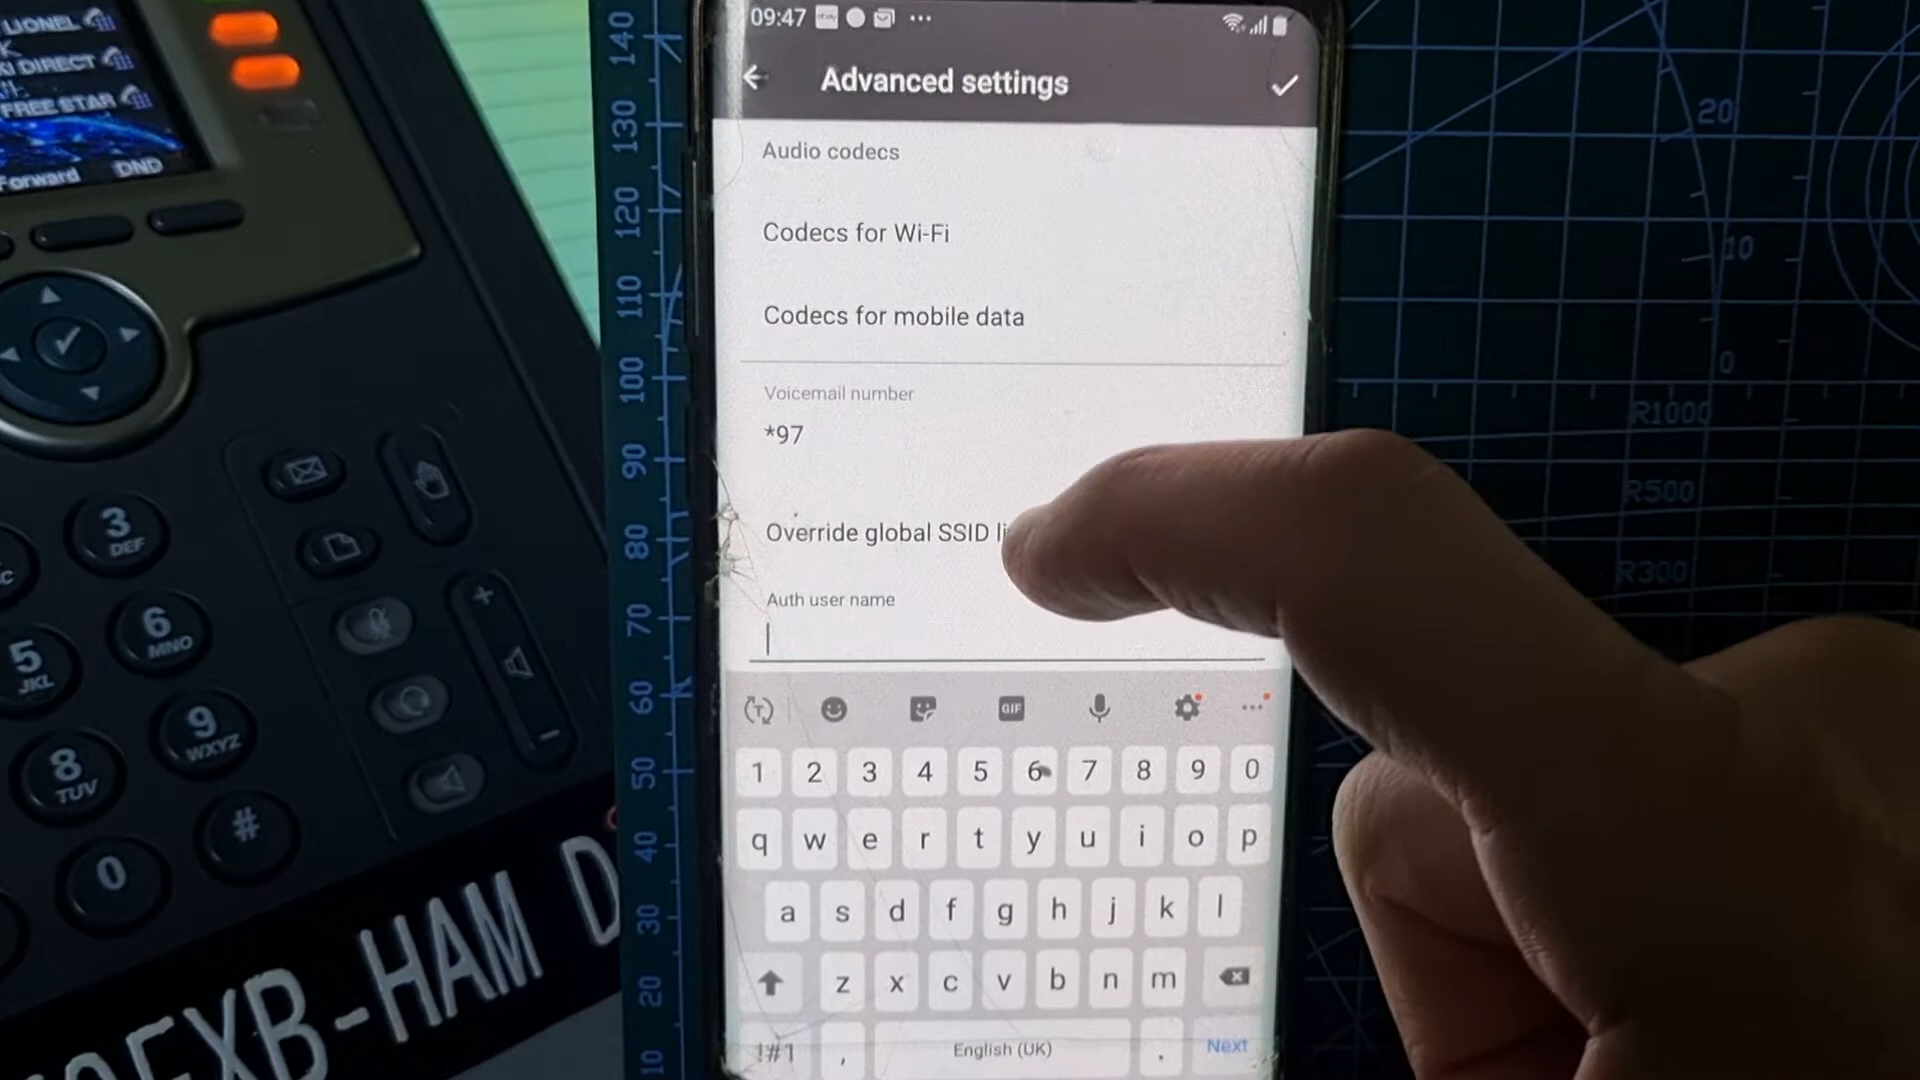 LIONEL
DIRECT
FREE STAR
Forward DND
3
DEF
6
MNO
5
JKL
9
WXYZ
8
TUV
#
0
+
-
-HAM
140
130
120
110
100
90
80
70
60
50
40
30
20
10
09:47
Advanced settings
Audio codecs
Codecs for Wi-Fi
Codecs for mobile data
Voicemail number
*97
Override global SSID
Auth user name
GIF
1 2 3 4 5 6 7 8 9 0
q w e r t y u i o p
a s d f g h j k l
z x c v b n m
!#1 , English (UK) . Next
20
10
0
R1000
R500
R300